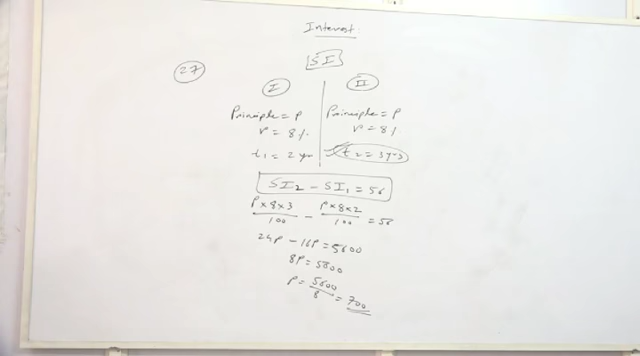 Interest
SI
27
I
II
Principle = P
Principle = P
r = 8 %
r = 8 %
t1 = 2 yr
t2 = 3 yrs
SI2 - SI1 = 56
P × 8 × 3 / 100 - P × 8 × 2 / 100 = 56
24P - 16P = 5600
8P = 5600
P = 5600 / 8 = 700